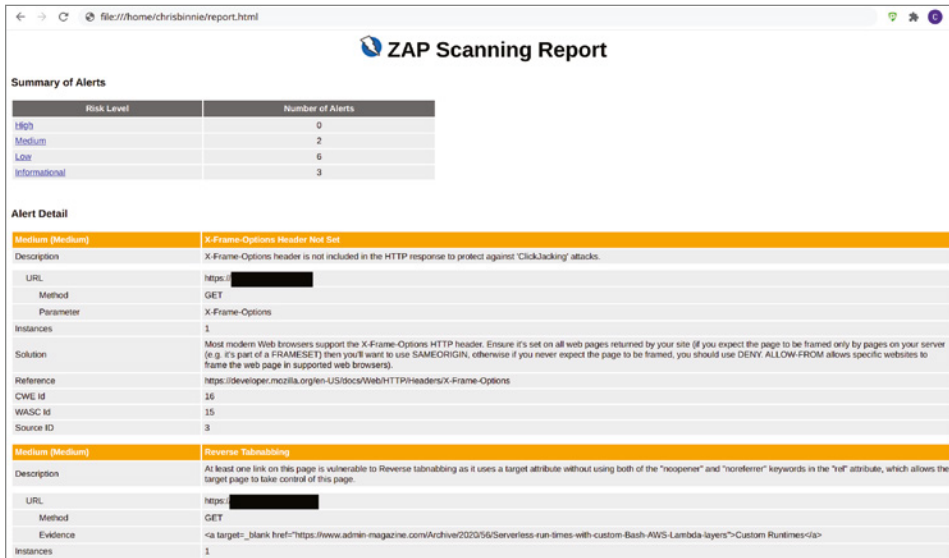 file:///home/chrisbinnie/report.html
C
ZAP Scanning Report
Summary of Alerts
Risk Level Number of Alerts
High 0
Medium 2
Low 6
Informational 3
Alert Detail
Medium (Medium) X-Frame-Options Header Not Set
Description X-Frame-Options header is not included in the HTTP response to protect against 'ClickJacking' attacks.
URL https://
Method GET
Parameter X-Frame-Options
Instances 1
Most modern Web browsers support the X-Frame-Options HTTP header. Ensure it's set on all web pages returned by your site (if you expect the page to be framed only by pages on your server
Solution (e.g. it's part of a FRAMESET) then you'll want to use SAMEORIGIN, otherwise if you never expect the page to be framed, you should use DENY. ALLOW-FROM allows specific websites to
frame the web page in supported web browsers).
Reference https://developer.mozilla.org/en-US/docs/Web/HTTP/Headers/X-Frame-Options
CWE Id 16
WASC Id 15
Source ID 3
Medium (Medium) Reverse Tabnabbing
Description At least one link on this page is vulnerable to Reverse tabnabbing as it uses a target attribute without using both of the "noopener" and "noreferrer" keywords in the "rel" attribute, which allows the
target page to take control of this page.
URL https:/
Method GET
Evidence <a target=_blank href="https://www.admin-magazine.com/Archive/2020/56/Serverless-run-times-with-custom-Bash-AWS-Lambda-layers">Custom Runtimes</a>
Instances 1